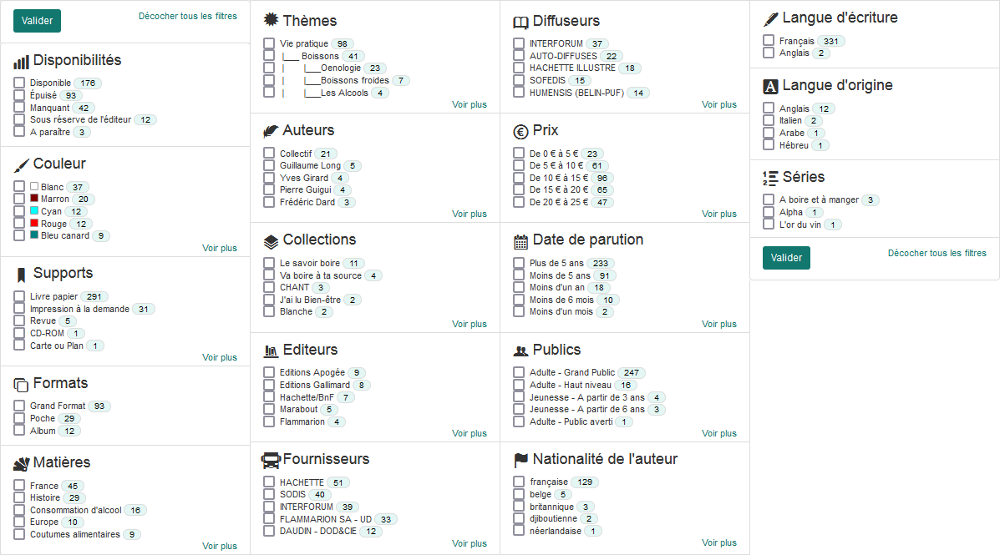 Valider
Décocher tous les filtres
Disponibilités
Disponible 176
Épuisé 93
Manquant 42
Sous réserve de l'éditeur 12
A paraître 3
Couleur
Blanc 37
Marron 20
Cyan 12
Rouge 12
Bleu canard 9
Voir plus
Supports
Livre papier 291
Impression à la demande 31
Revue 5
CD-ROM 1
Carte ou Plan 1
Voir plus
Formats
Grand Format 93
Poche 29
Album 12
Matières
France 45
Histoire 29
Consommation d'alcool 16
Europe 10
Coutumes alimentaires 9
Voir plus
Thèmes
Vie pratique 98
|___ Boissons 41
| |___Oenologie 23
| |___Boissons froides 7
| |___Les Alcools 4
Voir plus
Auteurs
Collectif 21
Guillaume Long 5
Yves Girard 4
Pierre Guigui 4
Frédéric Dard 3
Voir plus
Collections
Le savoir boire 11
Va boire à ta source 4
CHANT 3
J'ai lu Bien-être 2
Blanche 2
Voir plus
Editeurs
Editions Apogée 9
Editions Gallimard 8
Hachette/BnF 7
Marabout 5
Flammarion 4
Voir plus
Fournisseurs
HACHETTE 51
SODIS 40
INTERFORUM 39
FLAMMARION SA - UD 33
DAUDIN - DOD&CIE 12
Voir plus
Diffuseurs
INTERFORUM 37
AUTO-DIFFUSES 22
HACHETTE ILLUSTRE 18
SOFEDIS 15
HUMENSIS (BELIN-PUF) 14
Voir plus
Prix
De 0 € à 5 € 23
De 5 € à 10 € 61
De 10 € à 15 € 96
De 15 € à 20 € 65
De 20 € à 25 € 47
Voir plus
Date de parution
Plus de 5 ans 233
Moins de 5 ans 91
Moins d'un an 18
Moins de 6 mois 10
Moins d'un mois 2
Voir plus
Publics
Adulte - Grand Public 247
Adulte - Haut niveau 16
Jeunesse - A partir de 3 ans 4
Jeunesse - A partir de 6 ans 3
Adulte - Public averti 1
Voir plus
Nationalité de l'auteur
française 129
belge 5
britannique 3
djiboutienne 2
néerlandaise 1
Voir plus
Langue d'écriture
Français 331
Anglais 2
Langue d'origine
Anglais 12
Italien 2
Arabe 1
Hébreu 1
Séries
A boire et à manger 3
Alpha 1
L'or du vin 1
Valider
Décocher tous les filtres